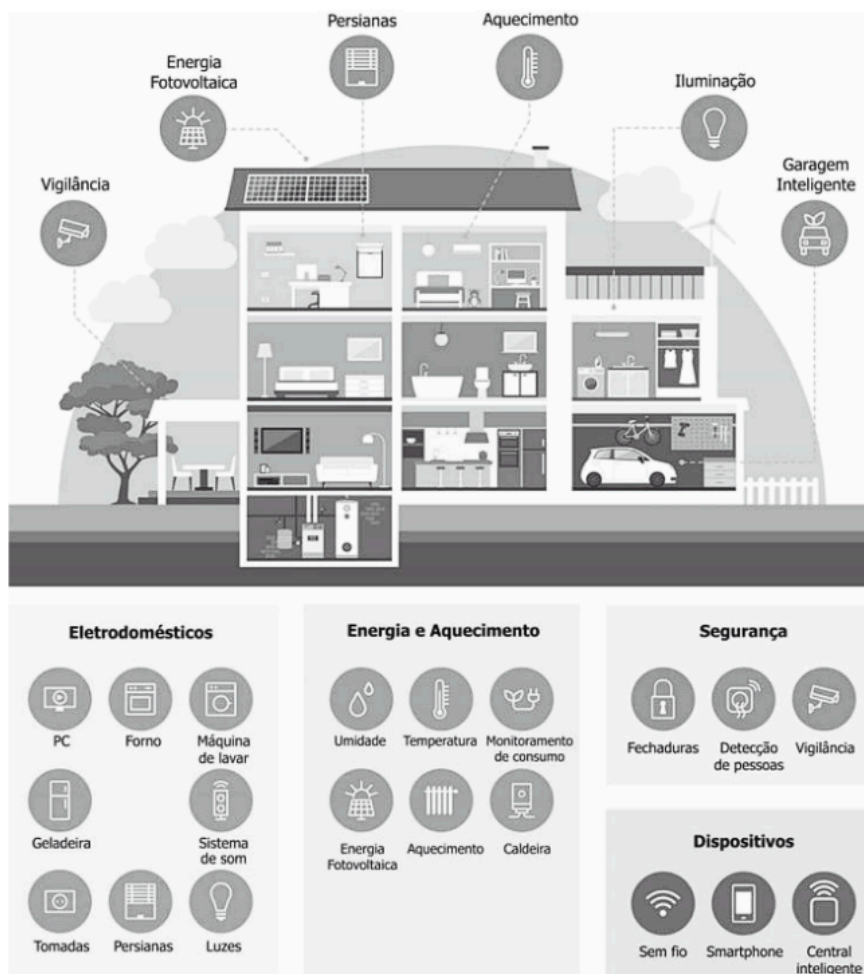 Persianas
Aquecimento
Energia
Fotovoltaica
Iluminação
Vigilância
Garagem
Inteligente
Eletrodomésticos
PC
Forno
Máquina
de lavar
Geladeira
Sistema
de som
Tomadas
Persianas
Luzes
Energia e Aquecimento
Umidade
Temperatura
Monitoramento
de consumo
Energia
Fotovoltaica
Aquecimento
Caldeira
Segurança
Fechaduras
Detecção
de pessoas
Vigilância
Dispositivos
Sem fio
Smartphone
Central
inteligente